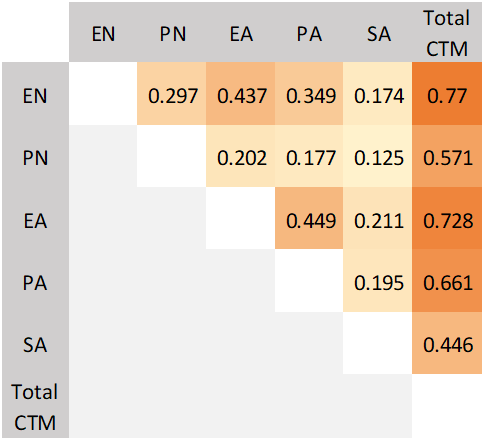 EN PN EA PA SA Total CTM
EN 0.297 0.437 0.349 0.174 0.77
PN 0.202 0.177 0.125 0.571
EA 0.449 0.211 0.728
PA 0.195 0.661
SA 0.446
Total
CTM